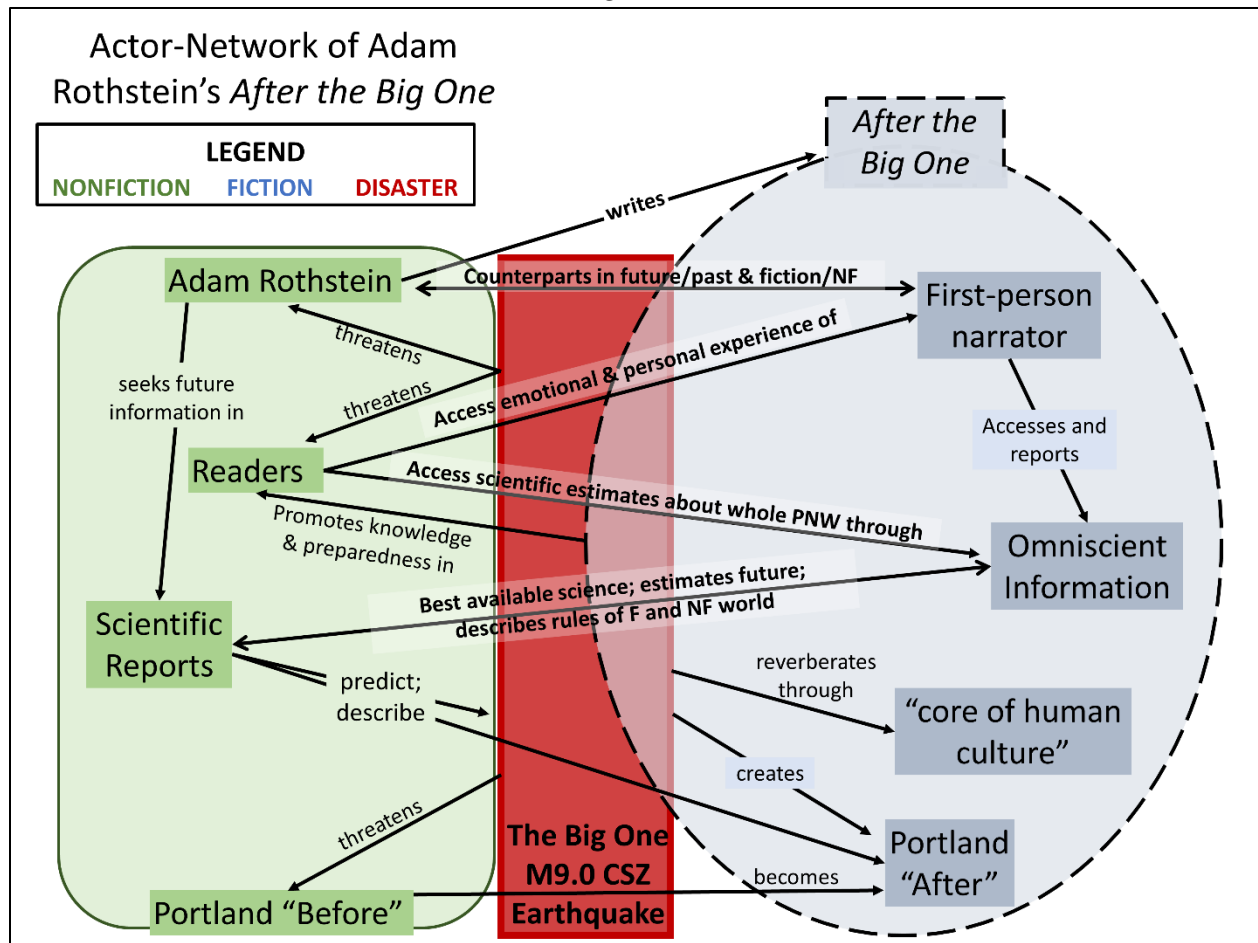 Actor-Network of Adam
Rothstein's After the Big One
LEGEND
NONFICTION FICTION DISASTER
After the
Big One
writes
Adam Rothstein
Counterparts in future/past & fiction/NF
First-person
narrator
threatens
seeks future
information in
threatens
Access emotional & personal experience of
Accesses and
reports
Readers
Access scientific estimates about whole PNW through
Promotes knowledge
& preparedness in
Omniscient
Information
Best available science; estimates future;
describes rules of F and NF world
Scientific
Reports
predict;
describe
reverberates
through
"core of human
culture"
creates
threatens
The Big One
M9.0 CSZ
Earthquake
Portland
"After"
becomes
Portland "Before"